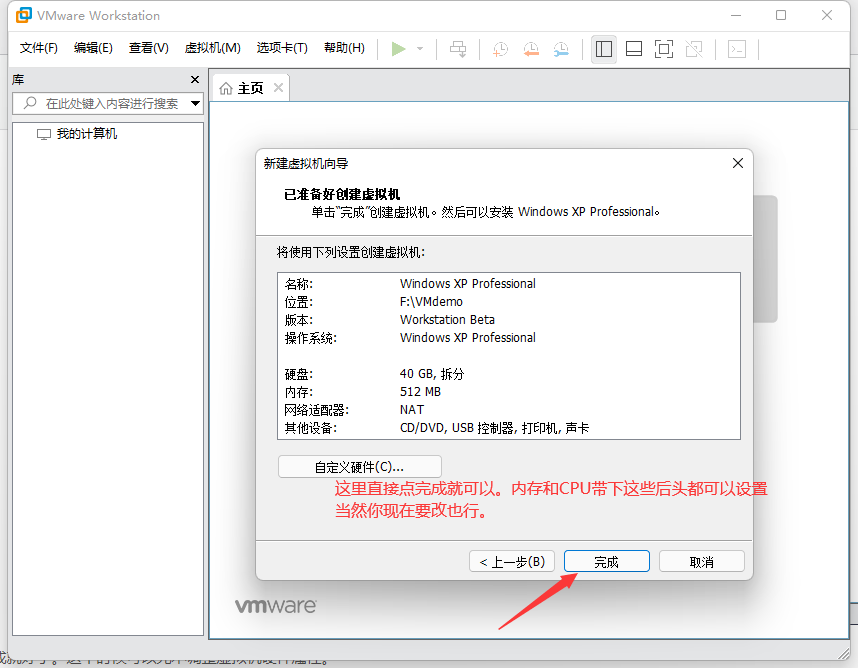 VMware Workstation
文件(F) 编辑(E) 查看(V) 虚拟机(M) 选项卡(T) 帮助(H)
库
主页
在此处键入内容进行搜索
我的计算机
新建虚拟机向导
已准备好创建虚拟机
单击“完成”创建虚拟机。然后可以安装 Windows XP Professional。
将使用下列设置创建虚拟机:
名称: Windows XP Professional
位置: F:\VMdemo
版本: Workstation Beta
操作系统: Windows XP Professional
硬盘: 40 GB, 拆分
内存: 512 MB
网络适配器: NAT
其他设备: CD/DVD, USB 控制器, 打印机, 声卡
自定义硬件(C)...
这里直接点完成就可以。内存和CPU带下这些后头都可以设置
当然你现在要改也行。
< 上一步(B) 完成 取消
vmware